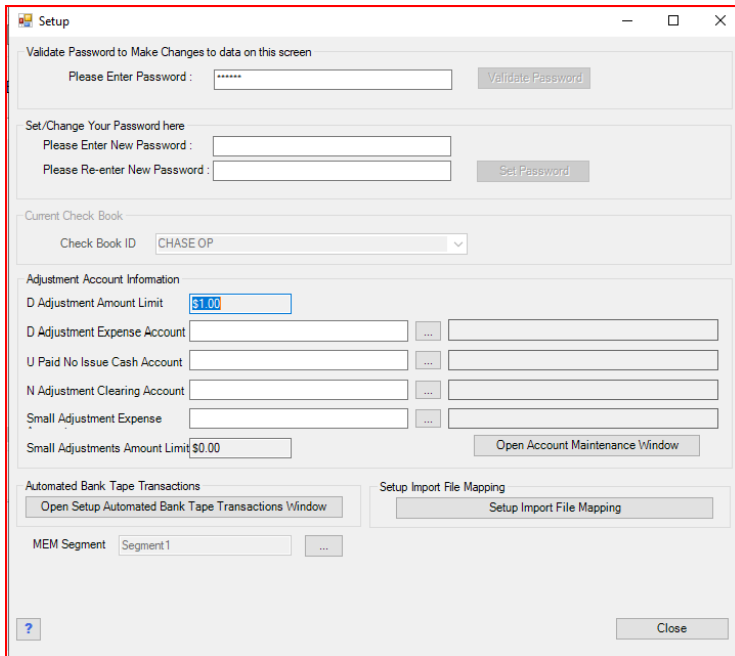 Setup
Validate Password to Make Changes to data on this screen
Please Enter Password : ****** Validate Password
Set/Change Your Password here
Please Enter New Password :
Please Re-enter New Password : Set Password
Current Check Book
Check Book ID CHASE OP
Adjustment Account Information
D Adjustment Amount Limit $1.00
D Adjustment Expense Account ...
U Paid No Issue Cash Account ...
N Adjustment Clearing Account ...
Small Adjustment Expense ...
Small Adjustments Amount Limit $0.00 Open Account Maintenance Window
Automated Bank Tape Transactions Setup Import File Mapping
Open Setup Automated Bank Tape Transactions Window Setup Import File Mapping
MEM Segment Segment1 ...
? Close